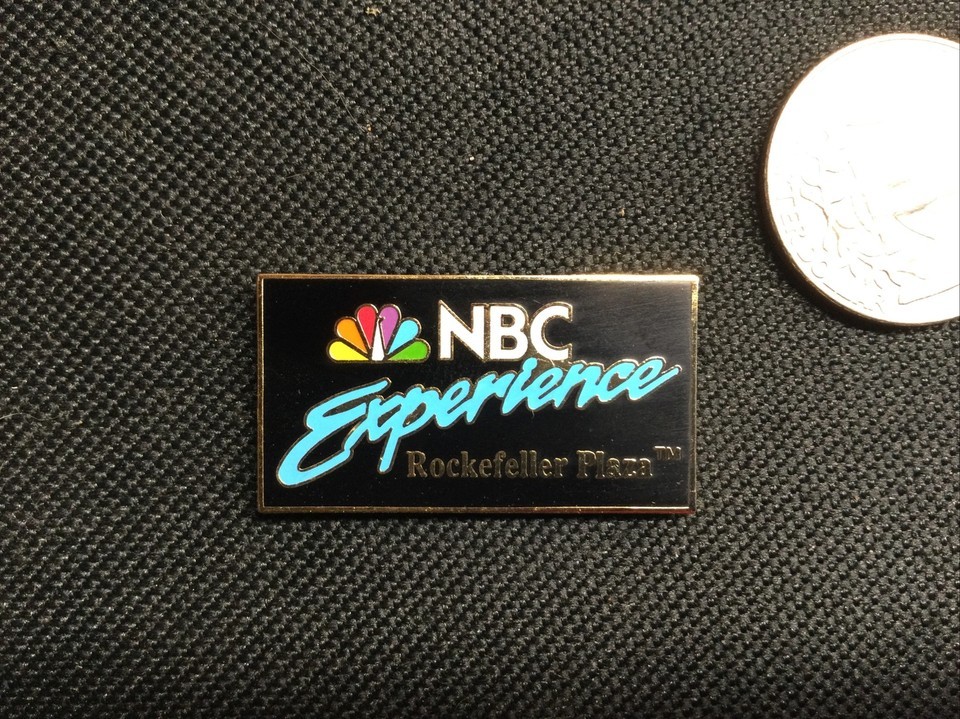 NBC
Experience
Rockefeller Plaza™